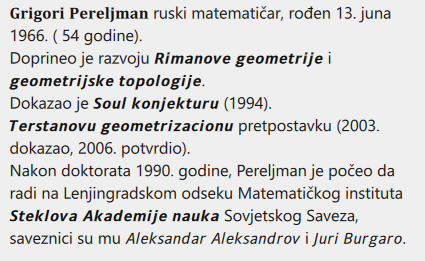 Grigori Pereljman ruski matematičar, rođen 13. juna
1966. ( 54 godine).
Doprineo je razvoju Rimanove geometrije i
geometrijske topologije.
Dokazao je Soul konjekturu (1994).
Terstanovu geometrizacionu pretpostavku (2003.
dokazao, 2006. potvrdio).
Nakon doktorata 1990. godine, Pereljman je počeo da
radi na Lenjingradskom odseku Matematičkog instituta
Steklova Akademije nauka Sovjetskog Saveza,
saveznici su mu Aleksandar Aleksandrov i Juri Burgaro.